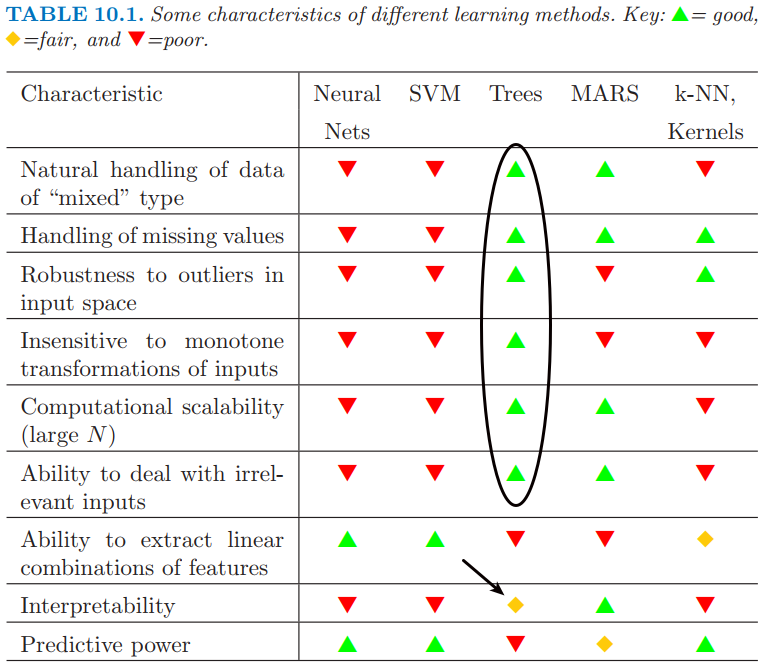 TABLE 10.1. Some characteristics of different learning methods. Key: ▲= good,
◆=fair, and ▼=poor.
Characteristic Neural SVM Trees MARS k-NN,
Nets Kernels
Natural handling of data ▼ ▼ ▲ ▲ ▼
of “mixed” type
Handling of missing values ▼ ▼ ▲ ▲ ▲
Robustness to outliers in ▼ ▼ ▲ ▼ ▲
input space
Insensitive to monotone ▼ ▼ ▲ ▼ ▼
transformations of inputs
Computational scalability ▼ ▼ ▲ ▲ ▼
(large N)
Ability to deal with irrel- ▼ ▼ ▲ ▲ ▼
evant inputs
Ability to extract linear ▲ ▲ ▼ ▼ ◆
combinations of features
Interpretability ▼ ▼ ◆ ▲ ▼
Predictive power ▲ ▲ ▼ ◆ ▲